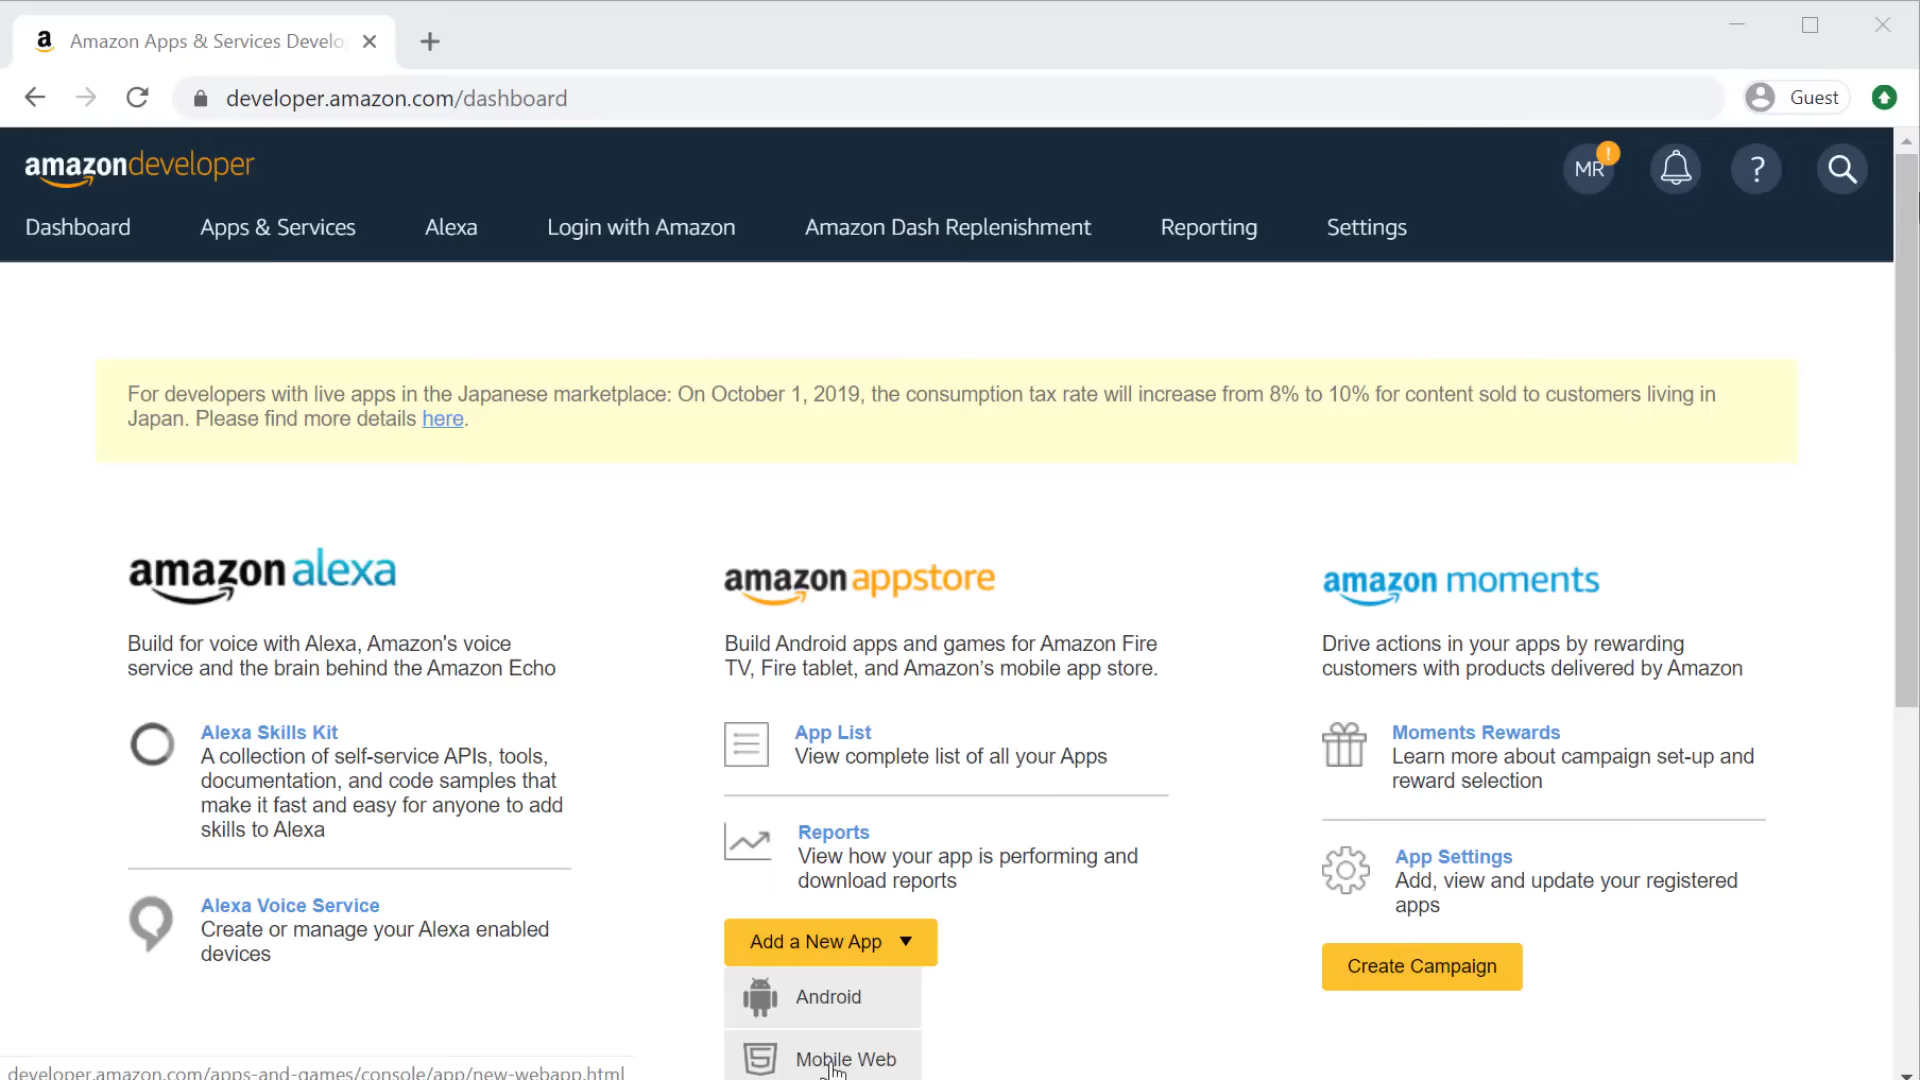 Amazon Apps & Services Develo
developer.amazon.com/dashboard
Guest
amazondeveloper
MR !
?
Dashboard Apps & Services Alexa Login with Amazon Amazon Dash Replenishment Reporting Settings
For developers with live apps in the Japanese marketplace: On October 1, 2019, the consumption tax rate will increase from 8% to 10% for content sold to customers living in
Japan. Please find more details here.
amazon alexa
Build for voice with Alexa, Amazon's voice
service and the brain behind the Amazon Echo
Alexa Skills Kit
A collection of self-service APIs, tools,
documentation, and code samples that
make it fast and easy for anyone to add
skills to Alexa
Alexa Voice Service
Create or manage your Alexa enabled
devices
amazon appstore
Build Android apps and games for Amazon Fire
TV, Fire tablet, and Amazon’s mobile app store.
App List
View complete list of all your Apps
Reports
View how your app is performing and
download reports
Add a New App
Android
Mobile Web
amazon moments
Drive actions in your apps by rewarding
customers with products delivered by Amazon
Moments Rewards
Learn more about campaign set-up and
reward selection
App Settings
Add, view and update your registered
apps
Create Campaign
developer.amazon.com/apps-and-games/console/app/new-webapp.html